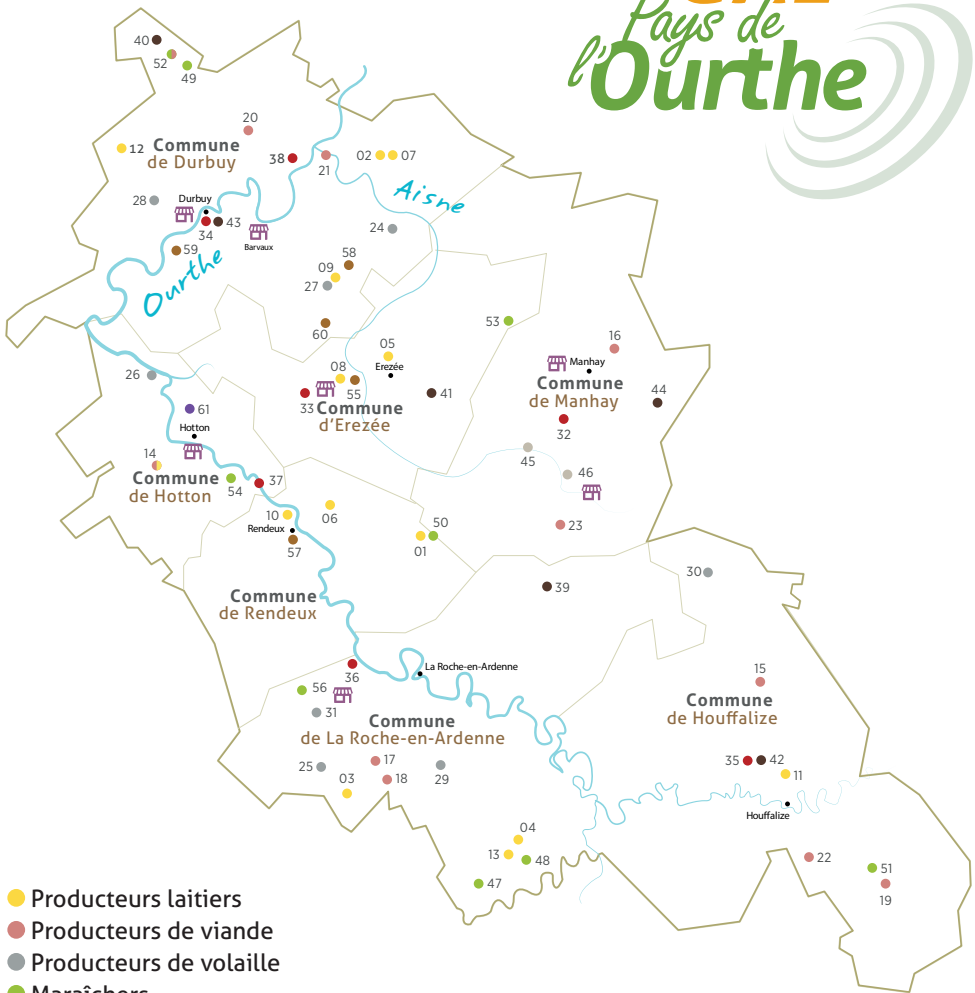 Pays de
l'Ourthe
40
52
49
20
12
Commune
de Durbuy
38
21
02
07
Aisne
28
Durbuy
34
43
Barvaux
24
59
Ourthe
58
09
27
60
53
16
05
Erezée
Manhay
26
08
55
33
Commune
d'Erezée
41
Commune
de Manhay
44
32
61
Hotton
14
Commune
de Hotton
54
37
45
46
10
06
Rendeux
57
50
01
23
39
30
Commune
de Rendeux
36
La Roche-en-Ardenne
56
31
15
Commune
de La Roche-en-Ardenne
Commune
de Houffalize
25
17
18
29
03
35
42
11
Houffalize
04
13
48
47
22
51
19
Producteurs laitiers
Producteurs de viande
Producteurs de volaille